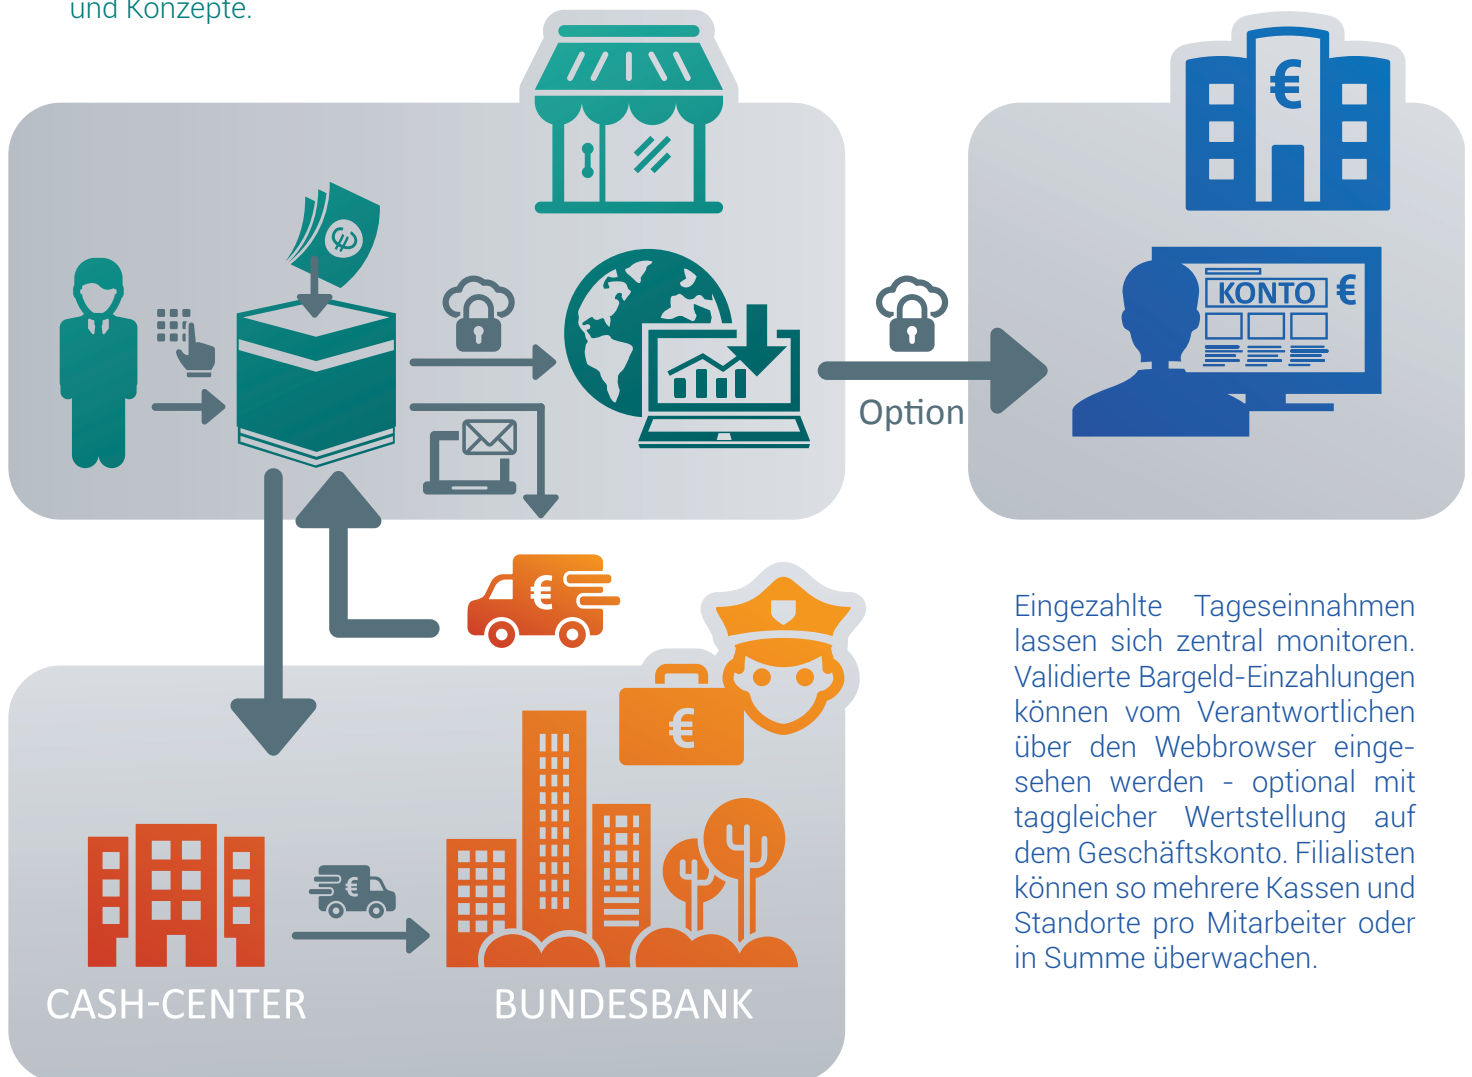 und Konzepte.
€
€
KONTO €
Option
€
€
Eingezahlte Tageseinnahmen
lassen sich zentral monitoren.
Validierte Bargeld-Einzahlungen
können vom Verantwortlichen
über den Webbrowser einge-
sehen werden - optional mit
taggleicher Wertstellung auf
dem Geschäftskonto. Filialisten
können so mehrere Kassen und
Standorte pro Mitarbeiter oder
in Summe überwachen.
€
CASH-CENTER
BUNDESBANK